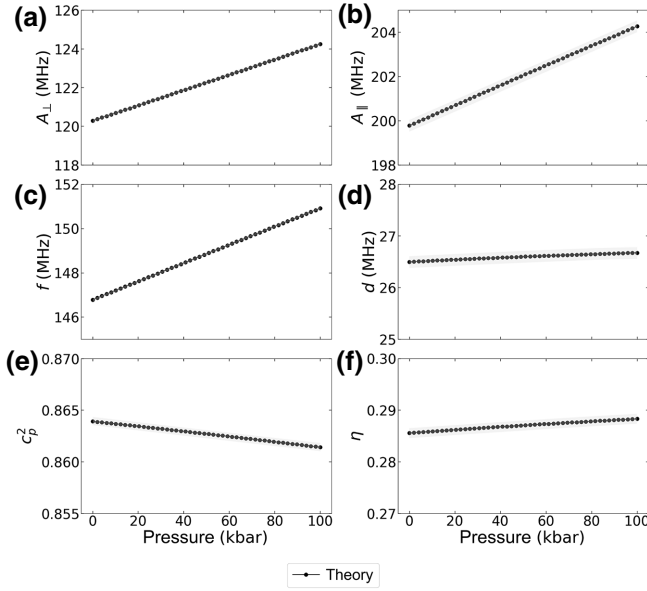 (a)
126
124
122
120
118
A⊥ (MHz)
(b)
204
202
200
198
A∥ (MHz)
(c)
152
150
148
146
f (MHz)
(d)
28
27
26
25
d (MHz)
(e)
0.870
0.865
0.860
0.855
c_p^2
0 20 40 60 80 100
Pressure (kbar)
(f)
0.30
0.29
0.28
0.27
η
0 20 40 60 80 100
Pressure (kbar)
Theory